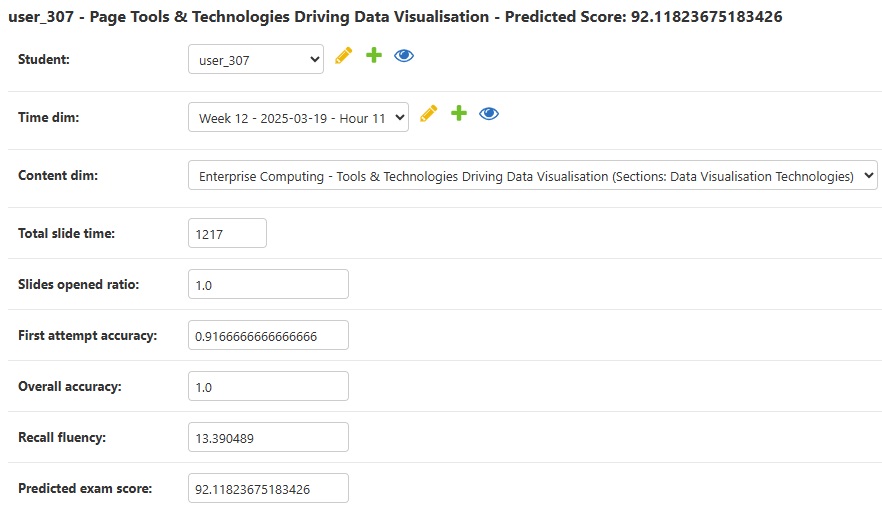 user_307 - Page Tools & Technologies Driving Data Visualisation - Predicted Score: 92.11823675183426
Student: user_307
Time dim: Week 12 - 2025-03-19 - Hour 11
Content dim: Enterprise Computing - Tools & Technologies Driving Data Visualisation (Sections: Data Visualisation Technologies)
Total slide time: 1217
Slides opened ratio: 1.0
First attempt accuracy: 0.9166666666666666
Overall accuracy: 1.0
Recall fluency: 13.390489
Predicted exam score: 92.11823675183426